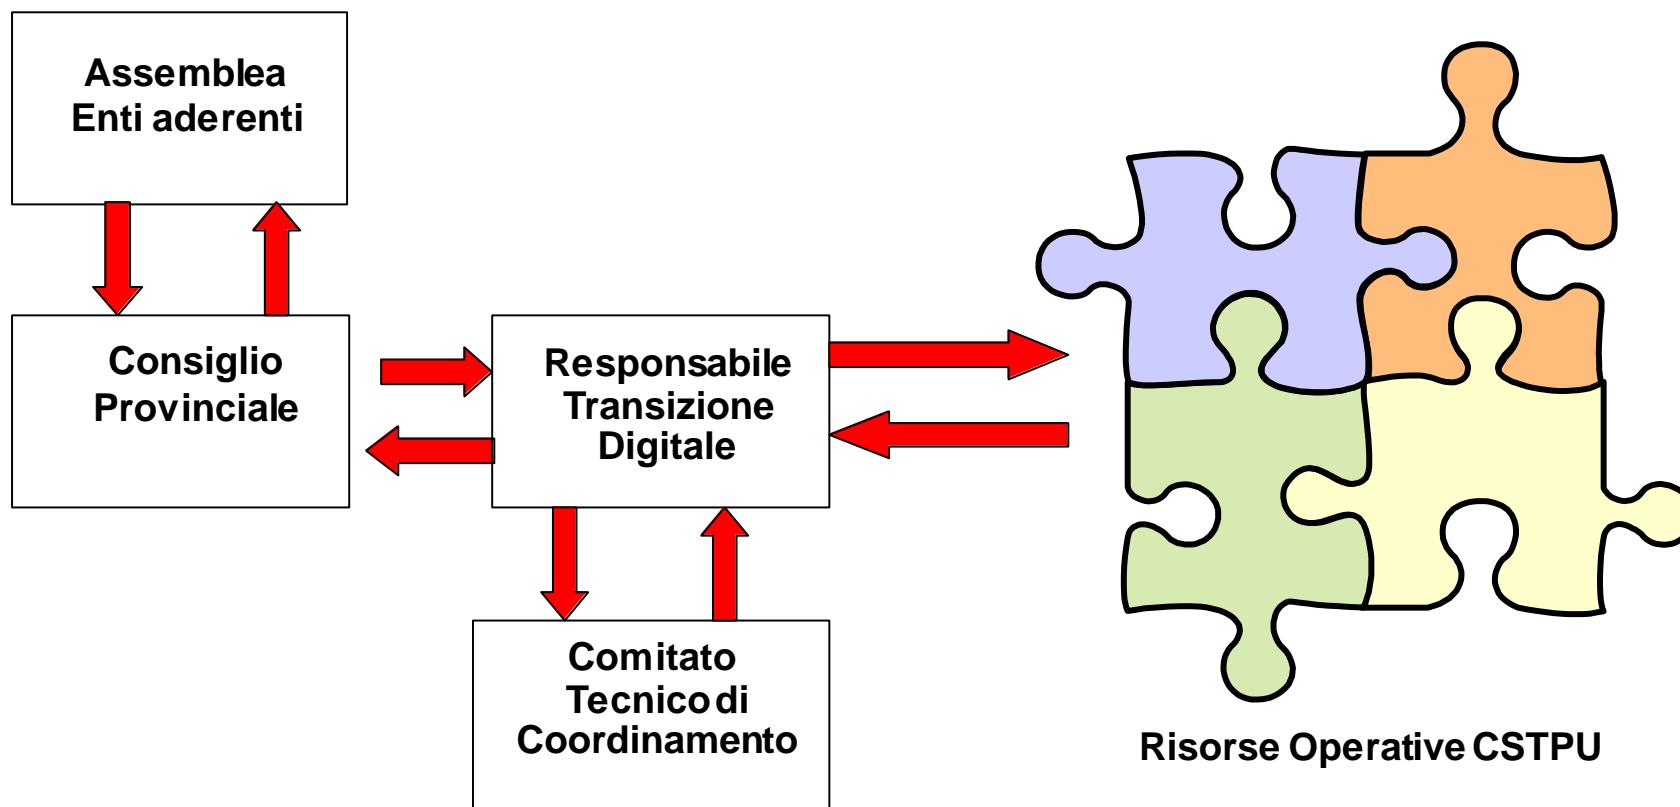 Assemblea
Enti aderenti
Consiglio
Provinciale
Responsabile
Transizione
Digitale
Comitato
Tecnico di
Coordinamento
Risorse Operative CSTPU